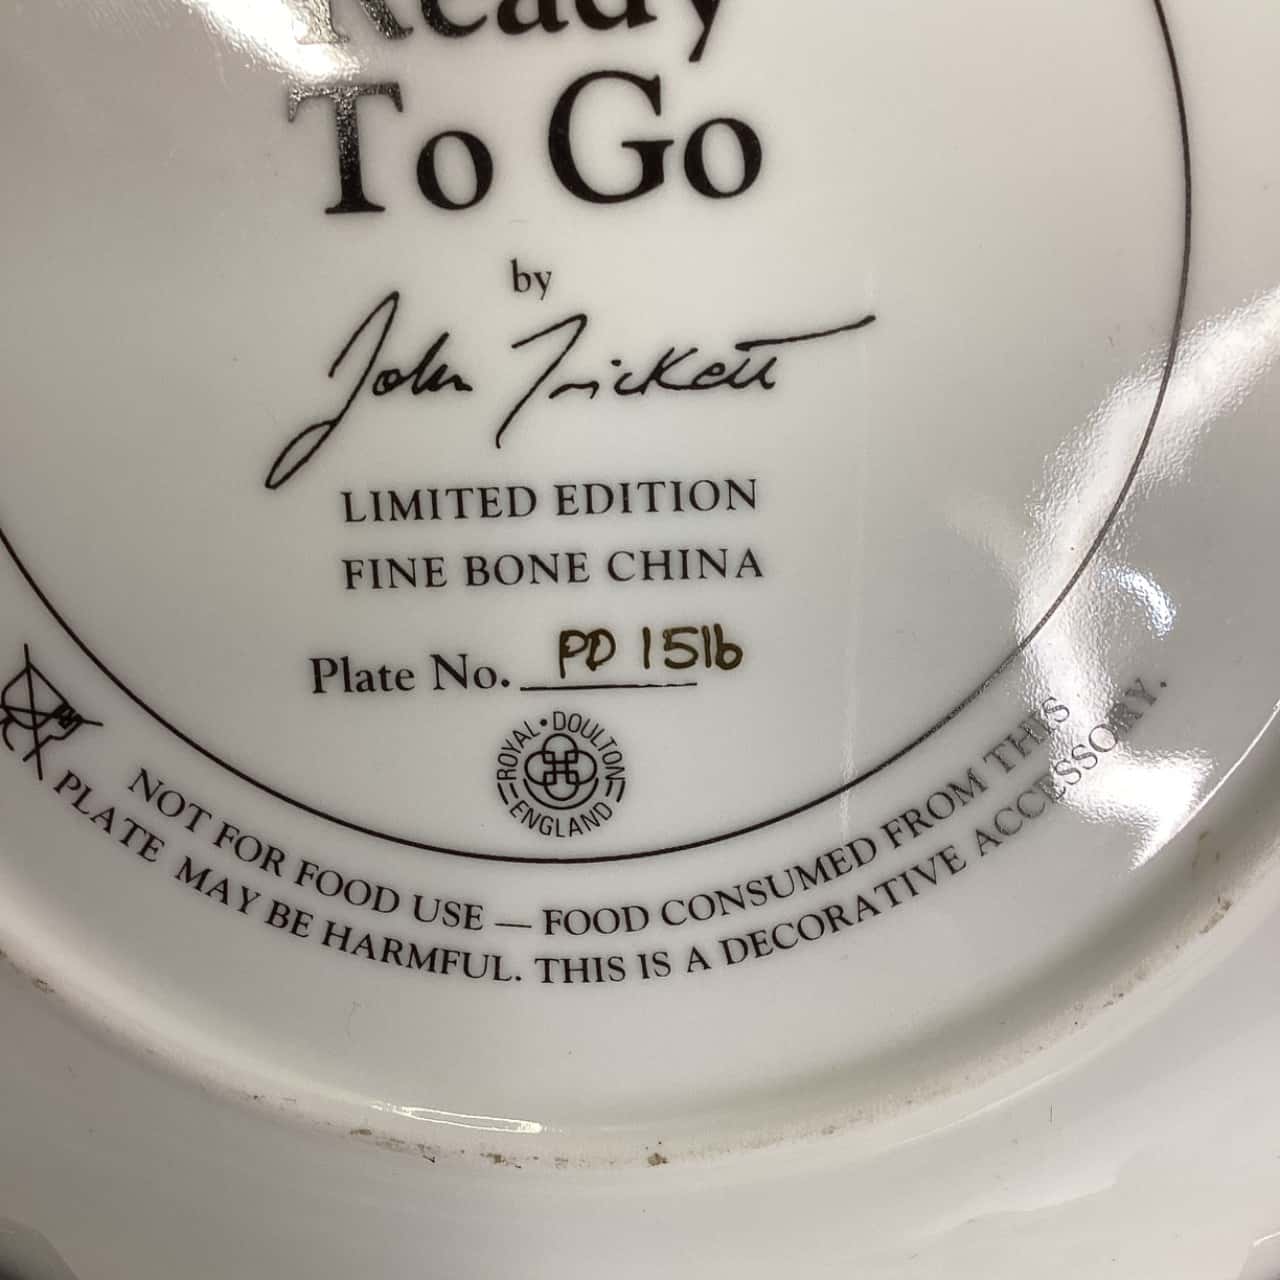 Ready
To Go
by
John Trickett
LIMITED EDITION
FINE BONE CHINA
Plate No. PD 1516
ROYAL • DOULTON
ENGLAND
NOT FOR FOOD USE — FOOD CONSUMED FROM THIS
PLATE MAY BE HARMFUL. THIS IS A DECORATIVE ACCESSORY.